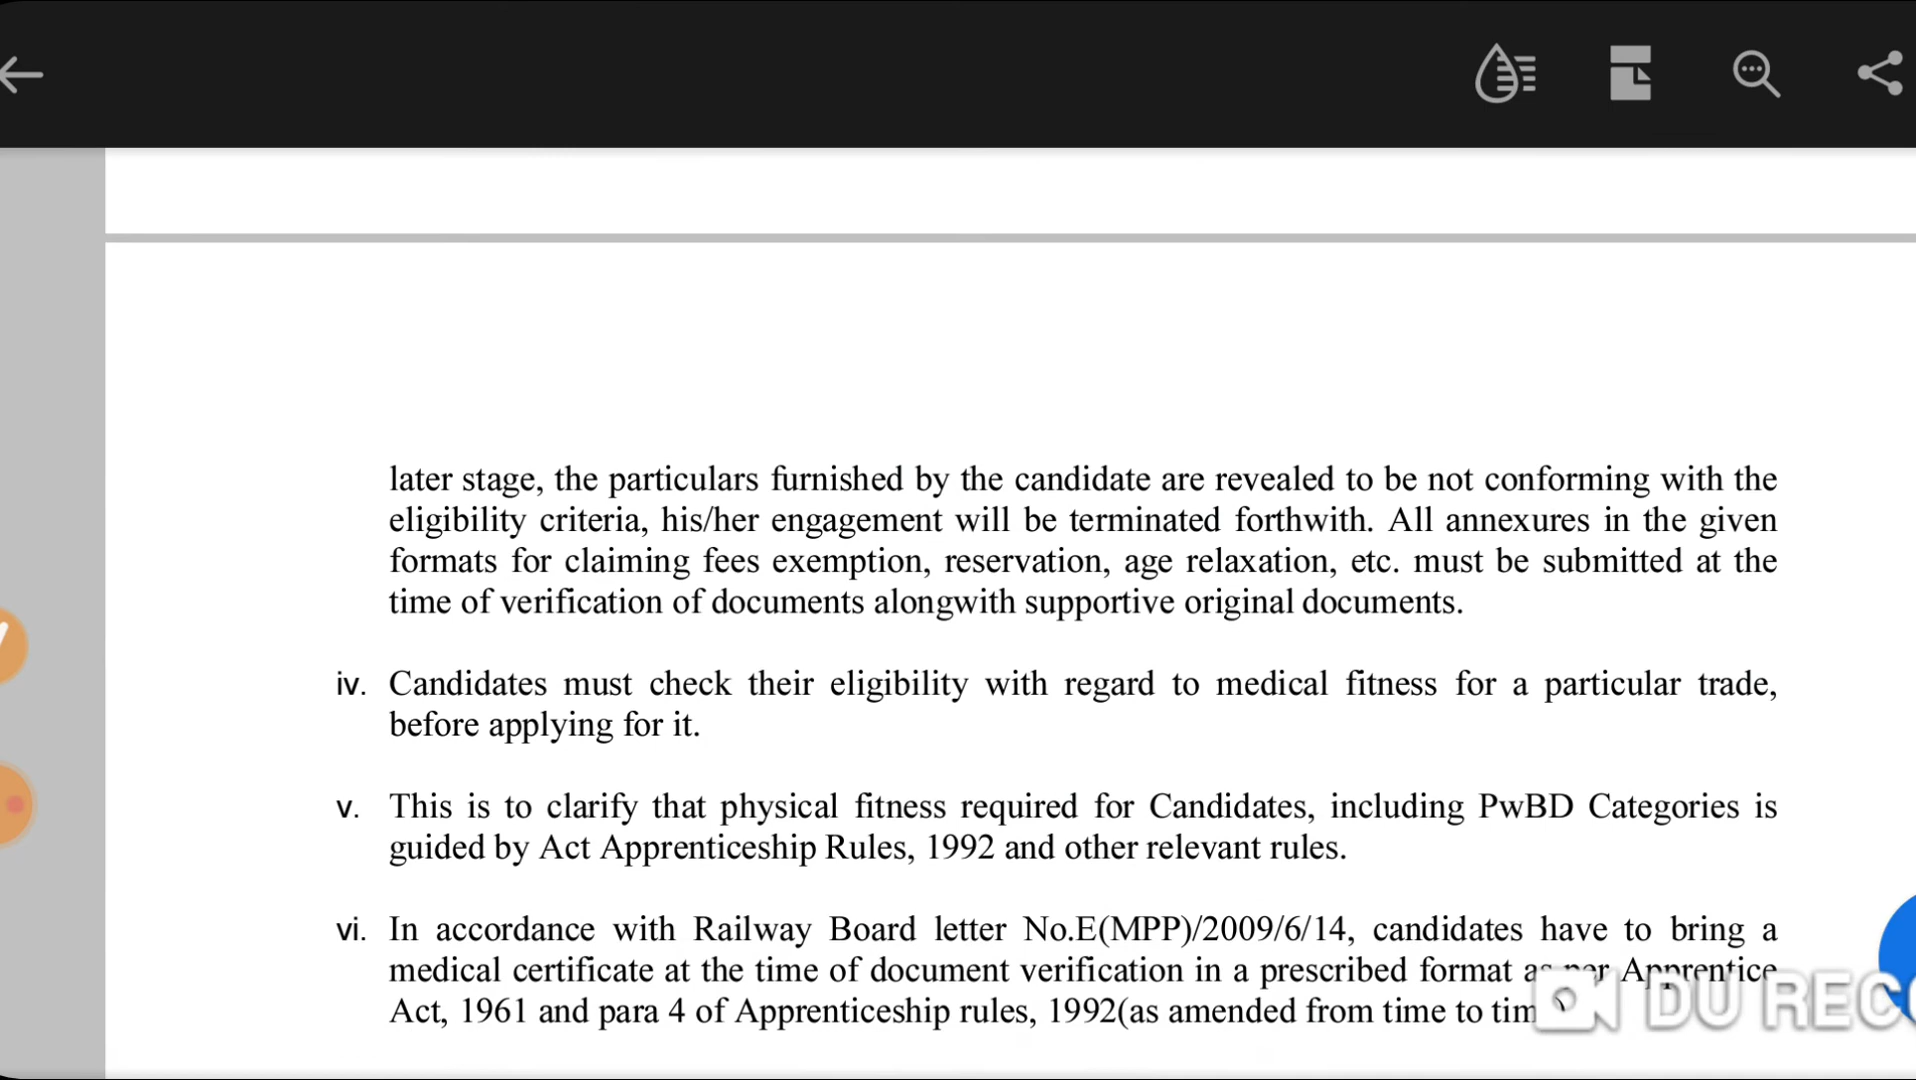 later stage, the particulars furnished by the candidate are revealed to be not conforming with the
eligibility criteria, his/her engagement will be terminated forthwith. All annexures in the given
formats for claiming fees exemption, reservation, age relaxation, etc. must be submitted at the
time of verification of documents alongwith supportive original documents.
iv. Candidates must check their eligibility with regard to medical fitness for a particular trade,
before applying for it.
v. This is to clarify that physical fitness required for Candidates, including PwBD Categories is
guided by Act Apprenticeship Rules, 1992 and other relevant rules.
vi. In accordance with Railway Board letter No.E(MPP)/2009/6/14, candidates have to bring a
medical certificate at the time of document verification in a prescribed format as per Apprentice
Act, 1961 and para 4 of Apprenticeship rules, 1992(as amended from time to tim
DU REC